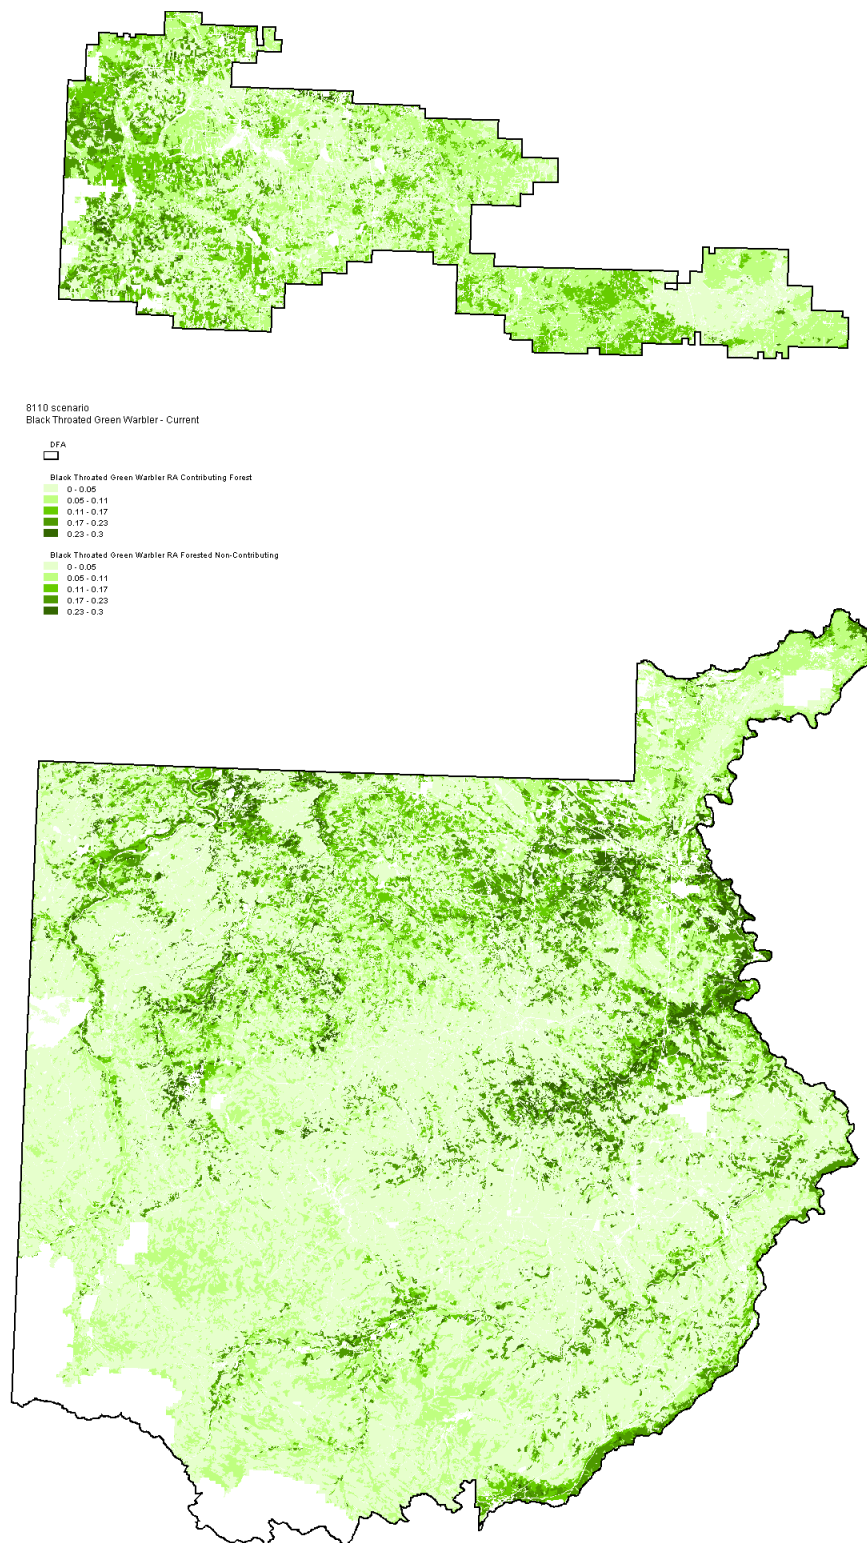 8110 scenario
Black Throated Green Warbler - Current
DFA
Black Throated Green Warbler RA Contributing Forest
0 - 0.05
0.05 - 0.11
0.11 - 0.17
0.17 - 0.23
0.23 - 0.3
Black Throated Green Warbler RA Forested Non-Contributing
0 - 0.05
0.05 - 0.11
0.11 - 0.17
0.17 - 0.23
0.23 - 0.3